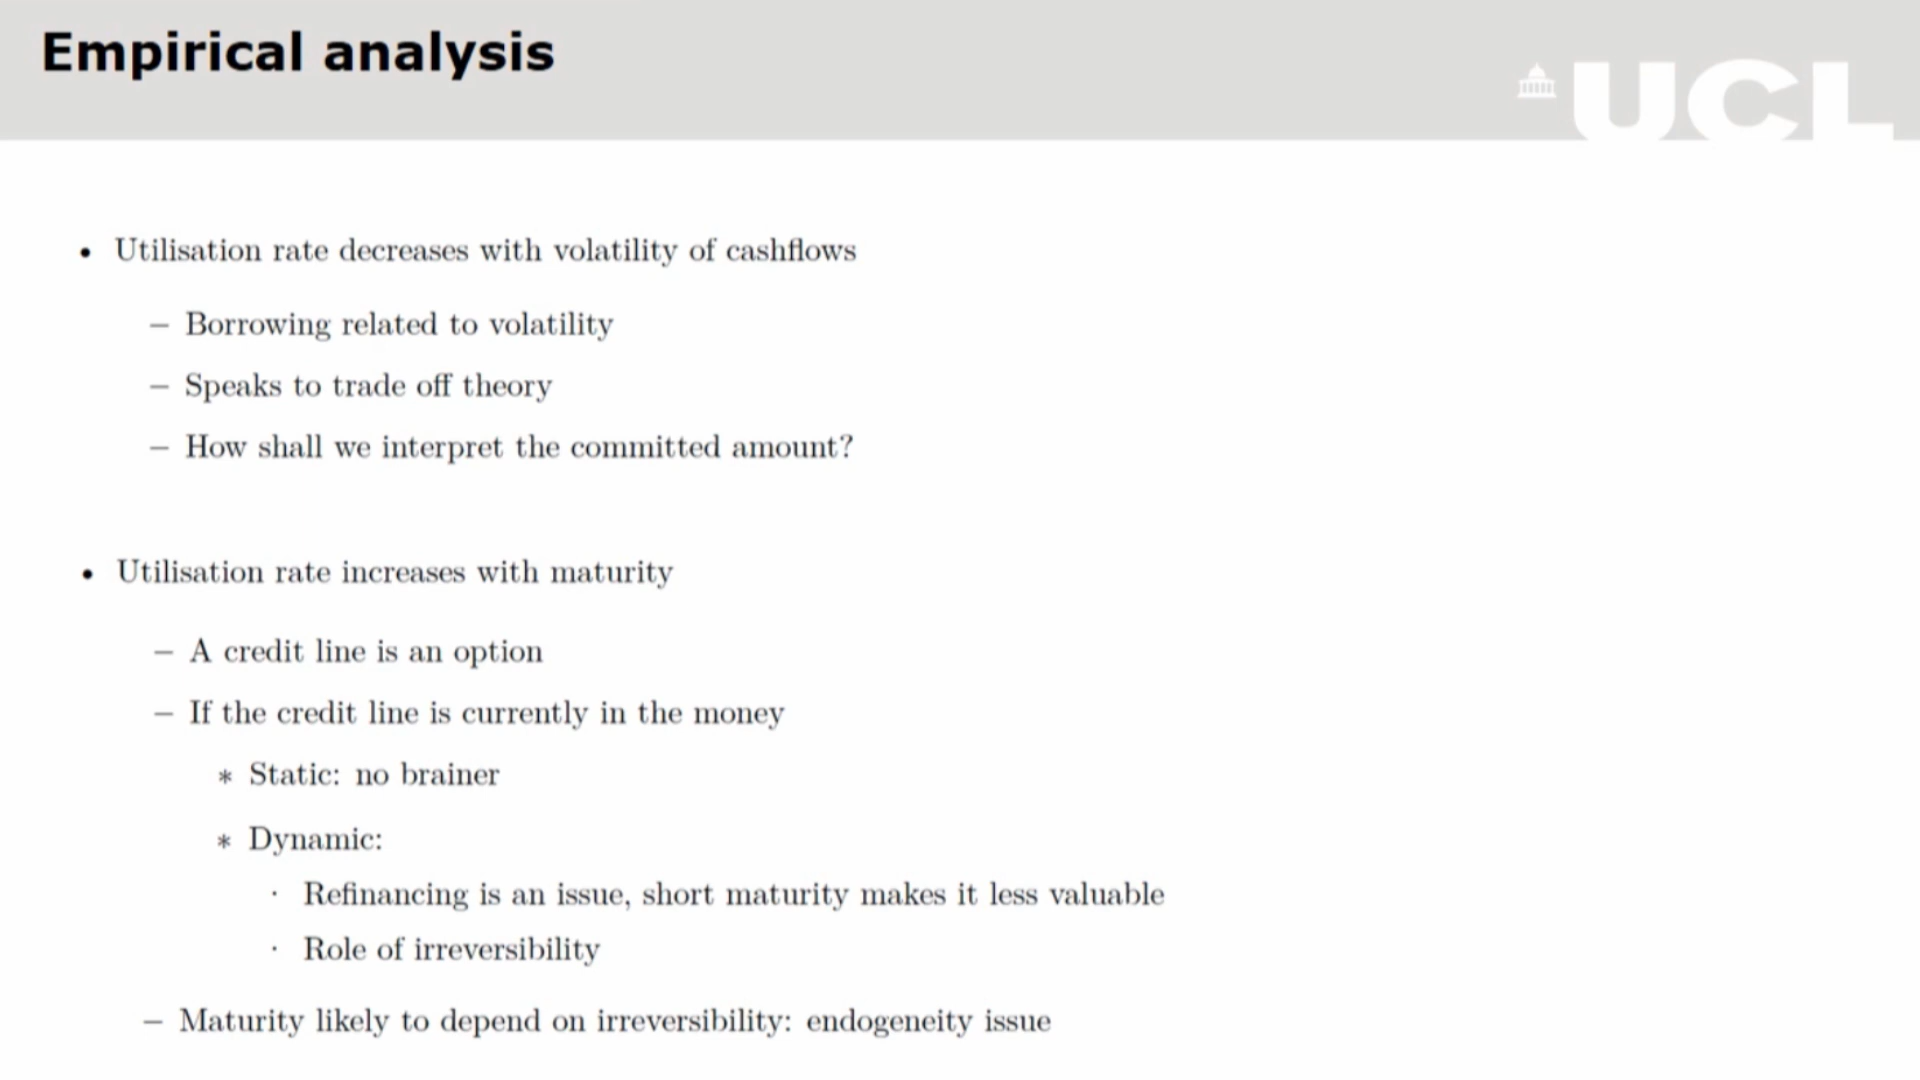 Empirical analysis
UCL
• Utilisation rate decreases with volatility of cashflows
– Borrowing related to volatility
– Speaks to trade off theory
– How shall we interpret the committed amount?
• Utilisation rate increases with maturity
– A credit line is an option
– If the credit line is currently in the money
∗ Static: no brainer
∗ Dynamic:
· Refinancing is an issue, short maturity makes it less valuable
· Role of irreversibility
– Maturity likely to depend on irreversibility: endogeneity issue